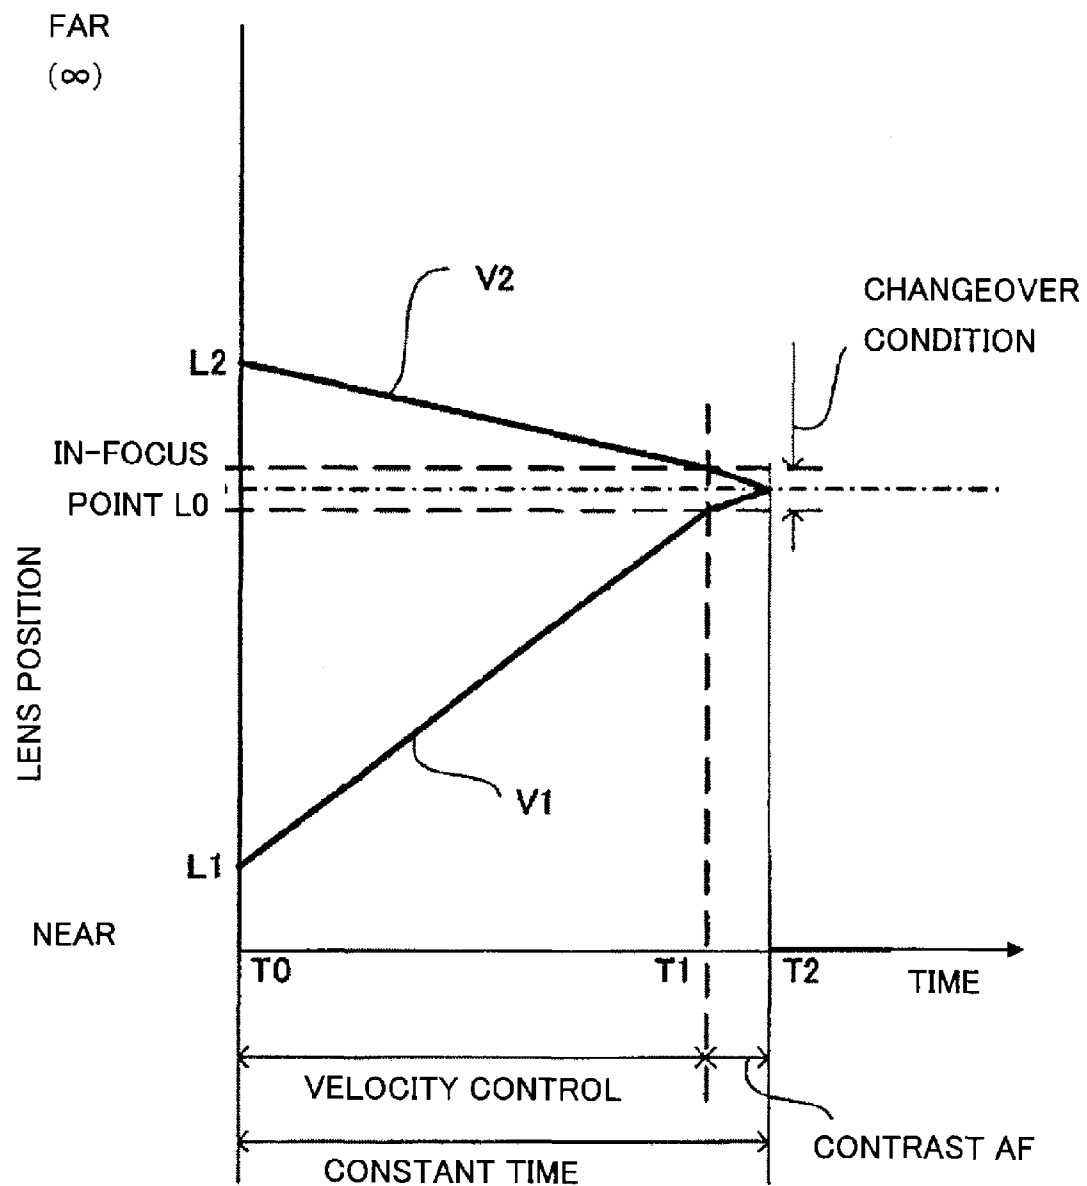 FAR
(∞)
V2
CHANGEOVER
CONDITION
L2
IN-FOCUS
POINT L0
LENS POSITION
V1
L1
NEAR
T0
T1
T2
TIME
VELOCITY CONTROL
CONTRAST AF
CONSTANT TIME